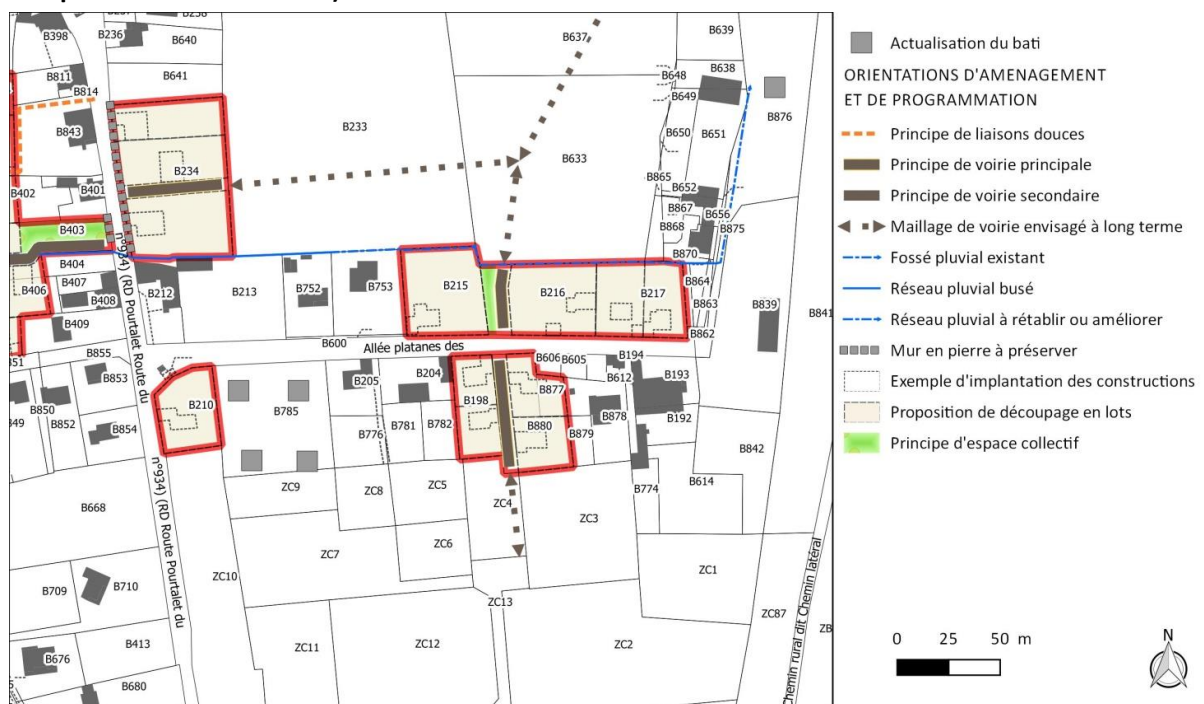 Actualisation du bati
ORIENTATIONS D'AMENAGEMENT
ET DE PROGRAMMATION
Principe de liaisons douces
Principe de voirie principale
Principe de voirie secondaire
Maillage de voirie envisagé à long terme
Fossé pluvial existant
Réseau pluvial busé
Réseau pluvial à rétablir ou améliorer
Mur en pierre à préserver
Exemple d'implantation des constructions
Proposition de découpage en lots
Principe d'espace collectif
0 25 50 m
N
B398
B236
B640
B637
B639
B811
B814
B641
B648
B638
B649
B876
B843
B233
B633
B650
B651
B402
B401
B234
B865
B652
B867
B656
B868
B875
B403
B404
B870
B406
B407
B408
B212
B213
B752
B753
B215
B216
B217
B864
B863
B862
B839
B841
B409
B600
Allée platanes des
n°934) (RD Pourtalet Route du
B855
B853
B205
B204
B606
B605
B194
B193
B612
B850
B852
B854
B210
B785
B776
B781
B782
B198
B877
B880
B878
B879
B192
B842
B774
B614
ZC9
ZC8
ZC5
ZC4
ZC3
B668
n°934) (RD Route Pourtalet du
ZC7
ZC6
ZC10
ZC1
B709
B710
ZC13
ZC87
B413
ZC11
ZC12
ZC2
B676
B680
Chemin rural dit Chemin latéral